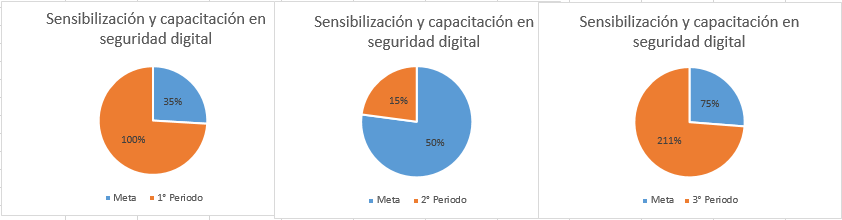 Sensibilización y capacitación en
seguridad digital
35%
100%
Meta 1° Periodo
Sensibilización y capacitación en
seguridad digital
15%
50%
Meta 2° Periodo
Sensibilización y capacitación en
seguridad digital
75%
211%
Meta 3° Periodo